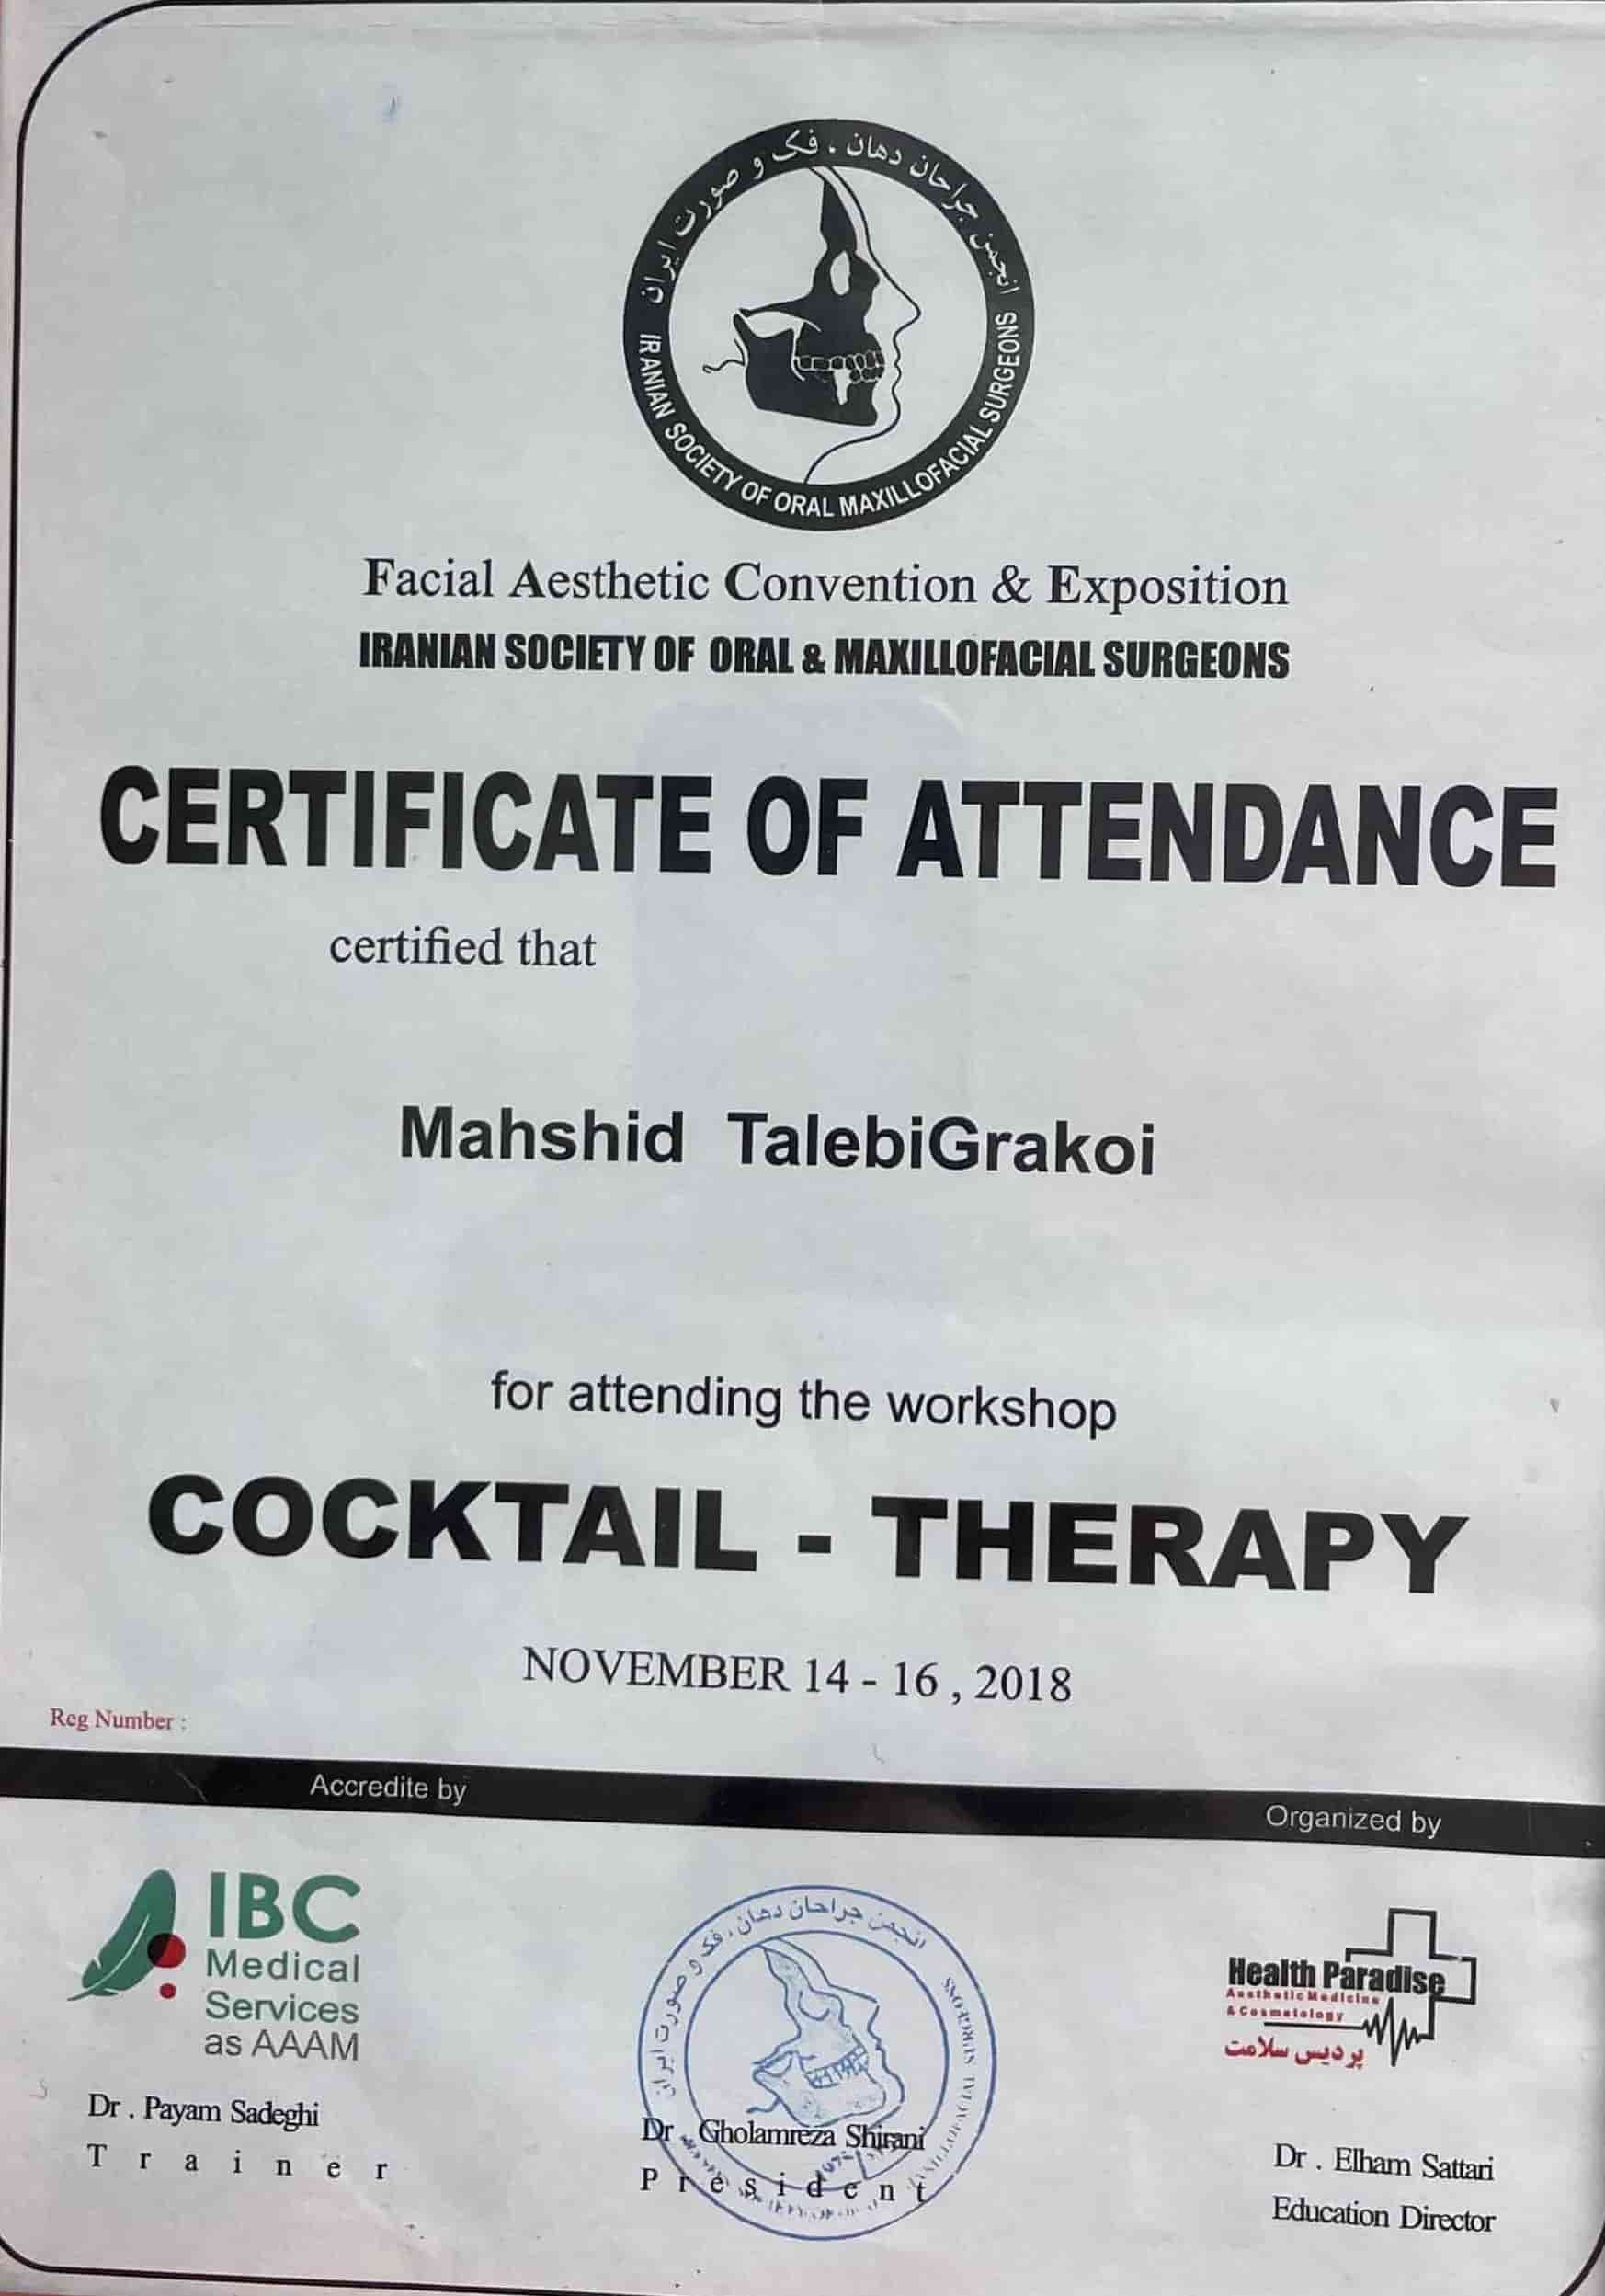 انجمن جراحان دهان ، فک و صورت ایران
IRANIAN SOCIETY OF ORAL MAXILLOFACIAL SURGEONS
Facial Aesthetic Convention & Exposition
IRANIAN SOCIETY OF ORAL & MAXILLOFACIAL SURGEONS
CERTIFICATE OF ATTENDANCE
certified that
Mahshid TalebiGrakoi
for attending the workshop
COCKTAIL - THERAPY
NOVEMBER 14 - 16 , 2018
Reg Number :
Accredite by
Organized by
IBC
Medical
Services
as AAAM
Dr . Payam Sadeghi
Trainer
انجمن جراحان دهان ، فک و صورت ایران
MAXILLOFACIAL SURGEONS
Dr . Gholamreza Shirani
President
Health Paradise
Aesthetic Medicine
& Cosmatology
پردیس سلامت
Dr . Elham Sattari
Education Director